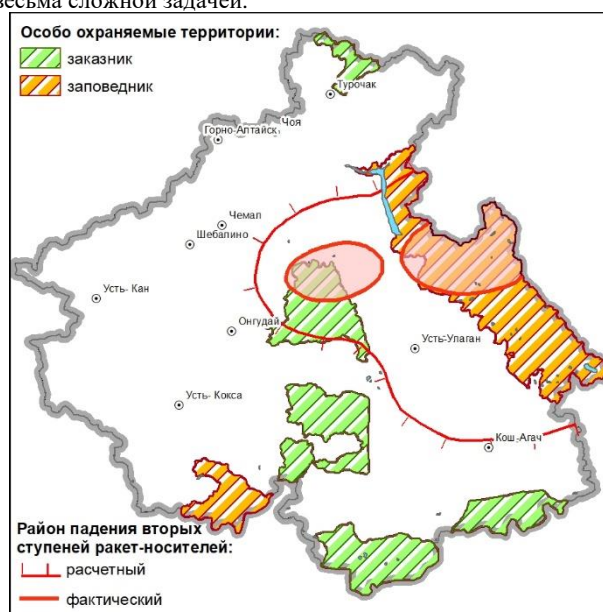 весьма сложной задачей.
Особо охраняемые территории:
заказник
заповедник
Турочак
Чоя
Горно-Алтайск
Чемал
Шебалино
Усть- Кан
Онгудай
Усть-Улаган
Усть- Кокса
Кош-Агач
Район падения вторых
ступеней ракет-носителей:
расчетный
фактический